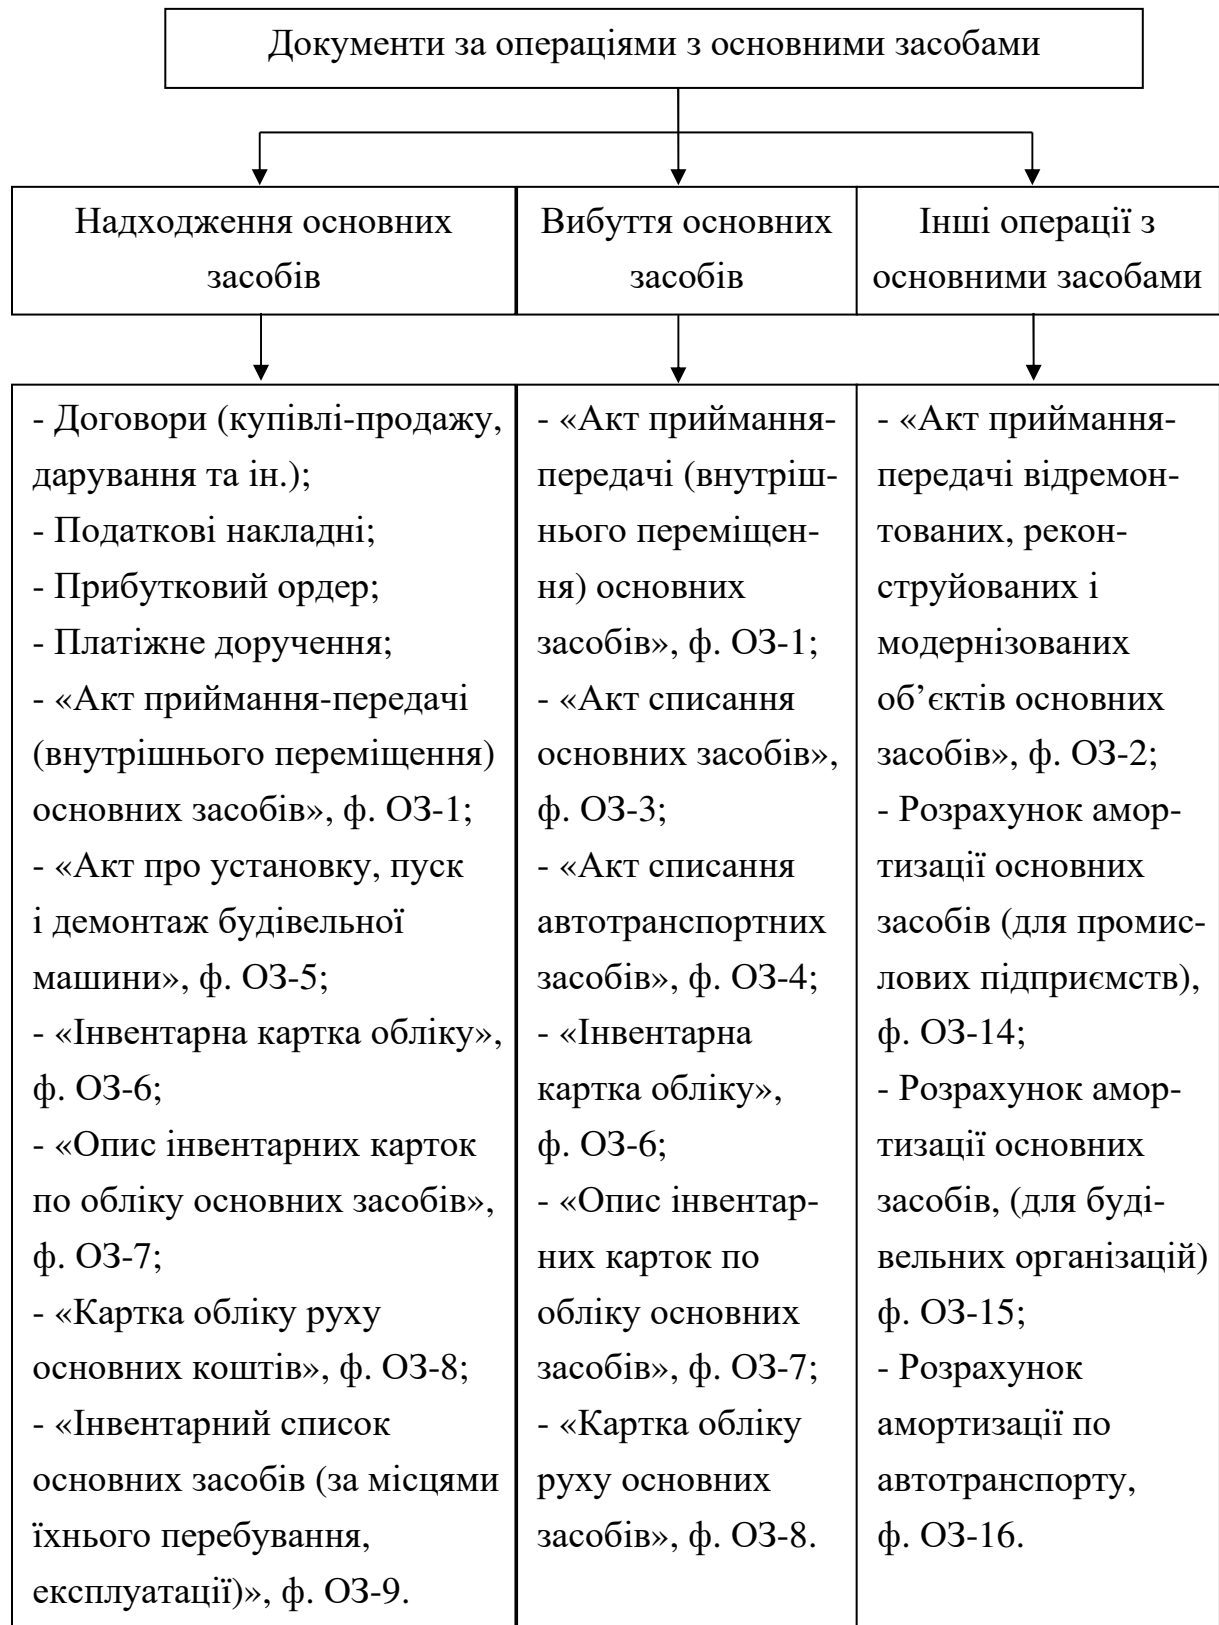 Документи за операціями з основними засобами
Надходження основних
засобів
Вибуття основних
засобів
Інші операції з
основними засобами
- Договори (купівлі-продажу,
дарування та ін.);
- Податкові накладні;
- Прибутковий ордер;
- Платіжне доручення;
- «Акт приймання-передачі
(внутрішнього переміщення)
основних засобів», ф. ОЗ-1;
- «Акт про установку, пуск
і демонтаж будівельної
машини», ф. ОЗ-5;
- «Інвентарна картка обліку»,
ф. ОЗ-6;
- «Опис інвентарних карток
по обліку основних засобів»,
ф. ОЗ-7;
- «Картка обліку руху
основних коштів», ф. ОЗ-8;
- «Інвентарний список
основних засобів (за місцями
їхнього перебування,
експлуатації)», ф. ОЗ-9.
- «Акт приймання-
передачі (внутріш-
нього переміщен-
ня) основних
засобів», ф. ОЗ-1;
- «Акт списання
основних засобів»,
ф. ОЗ-3;
- «Акт списання
автотранспортних
засобів», ф. ОЗ-4;
- «Інвентарна
картка обліку»,
ф. ОЗ-6;
- «Опис інвентар-
них карток по
обліку основних
засобів», ф. ОЗ-7;
- «Картка обліку
руху основних
засобів», ф. ОЗ-8.
- «Акт приймання-
передачі відремон-
тованих, рекон-
струйованих і
модернізованих
об’єктів основних
засобів», ф. ОЗ-2;
- Розрахунок амор-
тизації основних
засобів (для промис-
лових підприємств),
ф. ОЗ-14;
- Розрахунок амор-
тизації основних
засобів, (для буді-
вельних організацій)
ф. ОЗ-15;
- Розрахунок
амортизації по
автотранспорту,
ф. ОЗ-16.